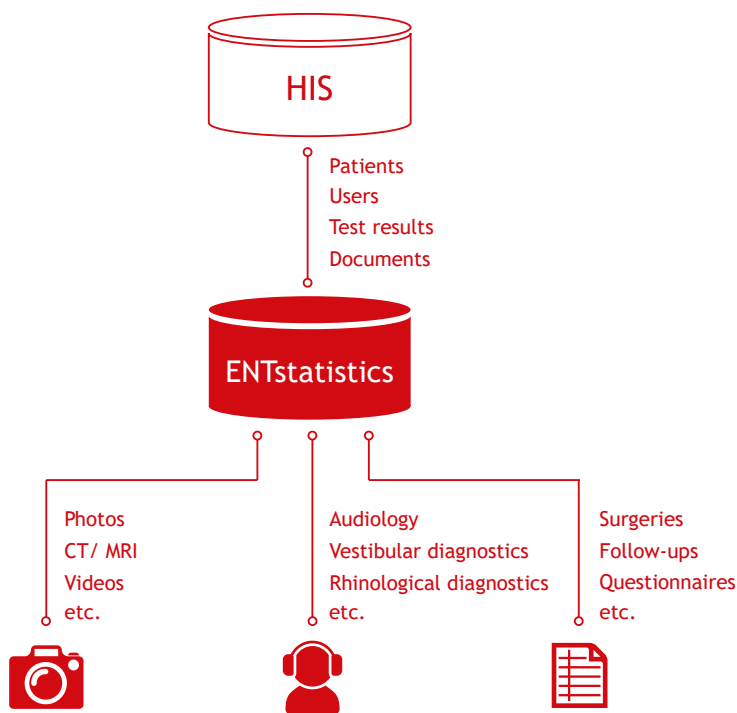 HIS
Patients
Users
Test results
Documents
ENTstatistics
Photos
CT/ MRI
Videos
etc.
Audiology
Vestibular diagnostics
Rhinological diagnostics
etc.
Surgeries
Follow-ups
Questionnaires
etc.